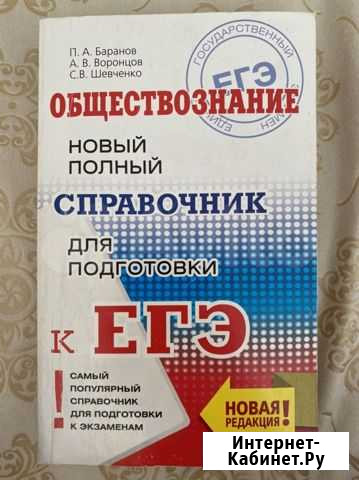 П. А. Баранов
А. В. Воронцов
С.В. Шевченко
ГОСУДАРСТВЕННЫЙ
ЕГЭ
ОБЩЕСТВОЗНАНИЕ
НОВЫЙ
ПОЛНЫЙ
СПРАВОЧНИК
ДЛЯ
ПОДГОТОВКИ
К ЕГЭ
!
САМЫЙ
ПОПУЛЯРНЫЙ
СПРАВОЧНИК
ДЛЯ ПОДГОТОВКИ
К ЭКЗАМЕНАМ
НОВАЯ
РЕДАКЦИЯ!
Интернет-
Кабинет.Ру